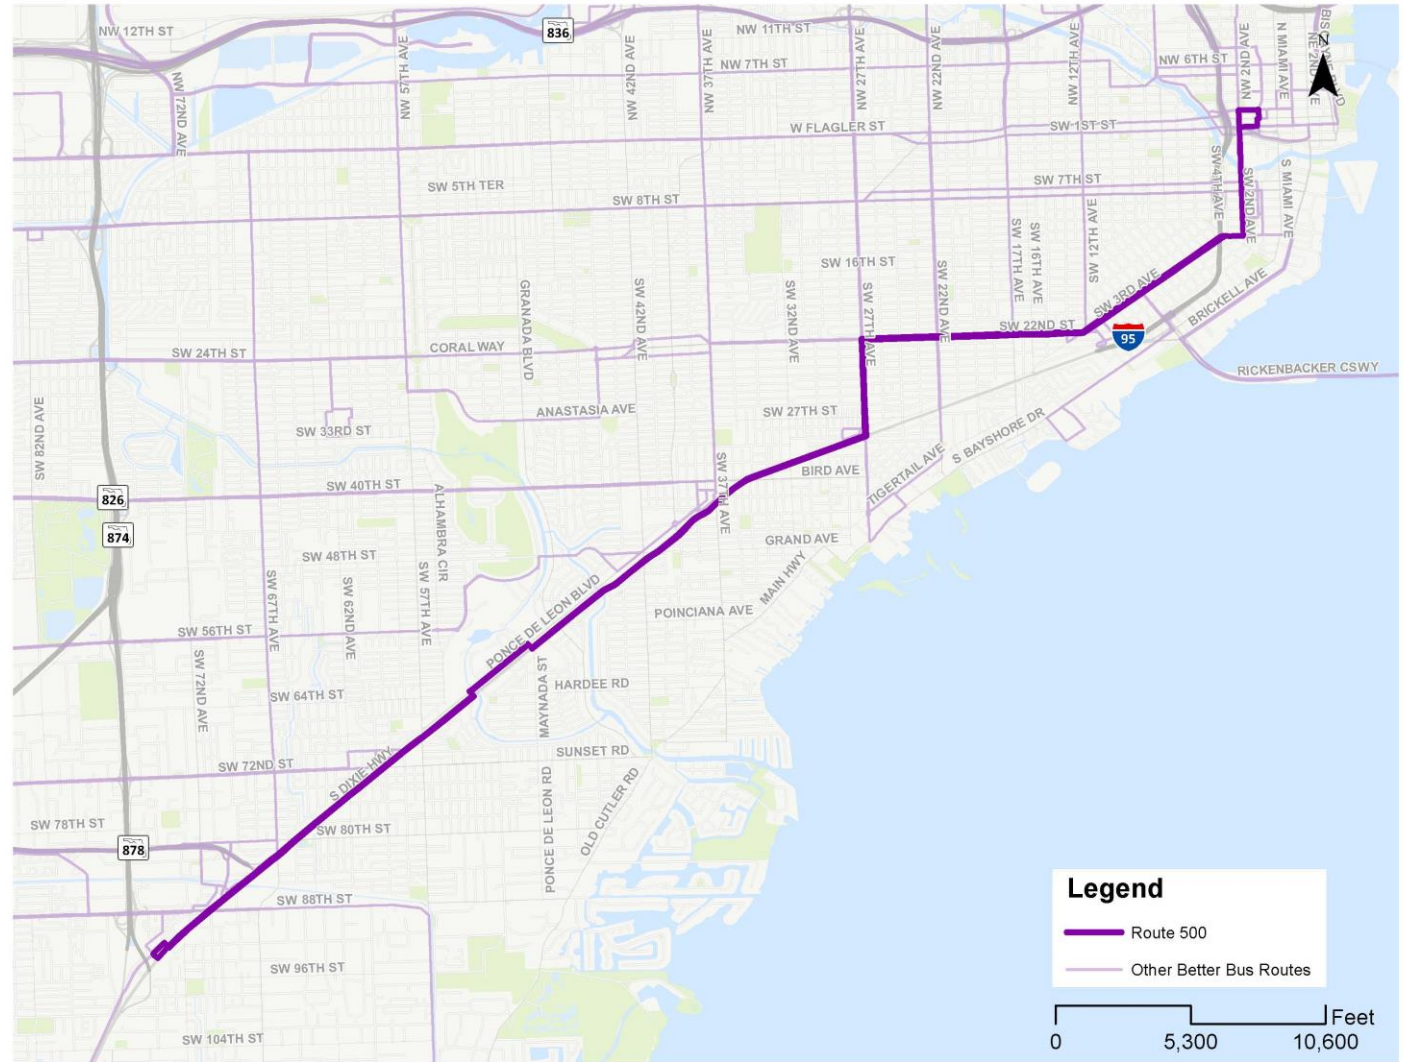 NW 12TH ST
836
NW 11TH ST
NW 7TH ST
NW 6TH ST
NW 72ND AVE
NW 57TH AVE
NW 42ND AVE
NW 37TH AVE
NW 27TH AVE
NW 22ND AVE
NW 12TH AVE
NW 2ND AVE
N MIAMI AVE
N
W FLAGLER ST
SW 1ST ST
SW 5TH TER
SW 7TH ST
SW 8TH ST
SW 4TH AVE
SW 2ND AVE
S MIAMI AVE
SW 12TH AVE
SW 17TH AVE
SW 16TH AVE
SW 16TH ST
SW 3RD AVE
BRICKELL AVE
GRANADA BLVD
SW 42ND AVE
SW 32ND AVE
SW 27TH AVE
SW 22ND AVE
SW 22ND ST
95
SW 24TH ST
CORAL WAY
RICKENBACKER CSWY
SW 82ND AVE
ANASTASIA AVE
SW 27TH ST
SW 33RD ST
S BAYSHORE DR
TIGERTAIL AVE
BIRD AVE
SW 37TH AVE
SW 40TH ST
826
874
ALHAMBRA CIR
GRAND AVE
SW 48TH ST
MAIN HWY
SW 67TH AVE
SW 62ND AVE
SW 57TH AVE
PONCE DE LEON BLVD
POINCIANA AVE
SW 56TH ST
SW 72ND AVE
SW 64TH ST
MAYNADA ST
HARDEE RD
SUNSET RD
SW 72ND ST
S DIXIE HWY
PONCE DE LEON RD
OLD CUTLER RD
SW 78TH ST
SW 80TH ST
878
SW 88TH ST
SW 96TH ST
SW 104TH ST
Legend
Route 500
Other Better Bus Routes
Feet
0
5,300
10,600